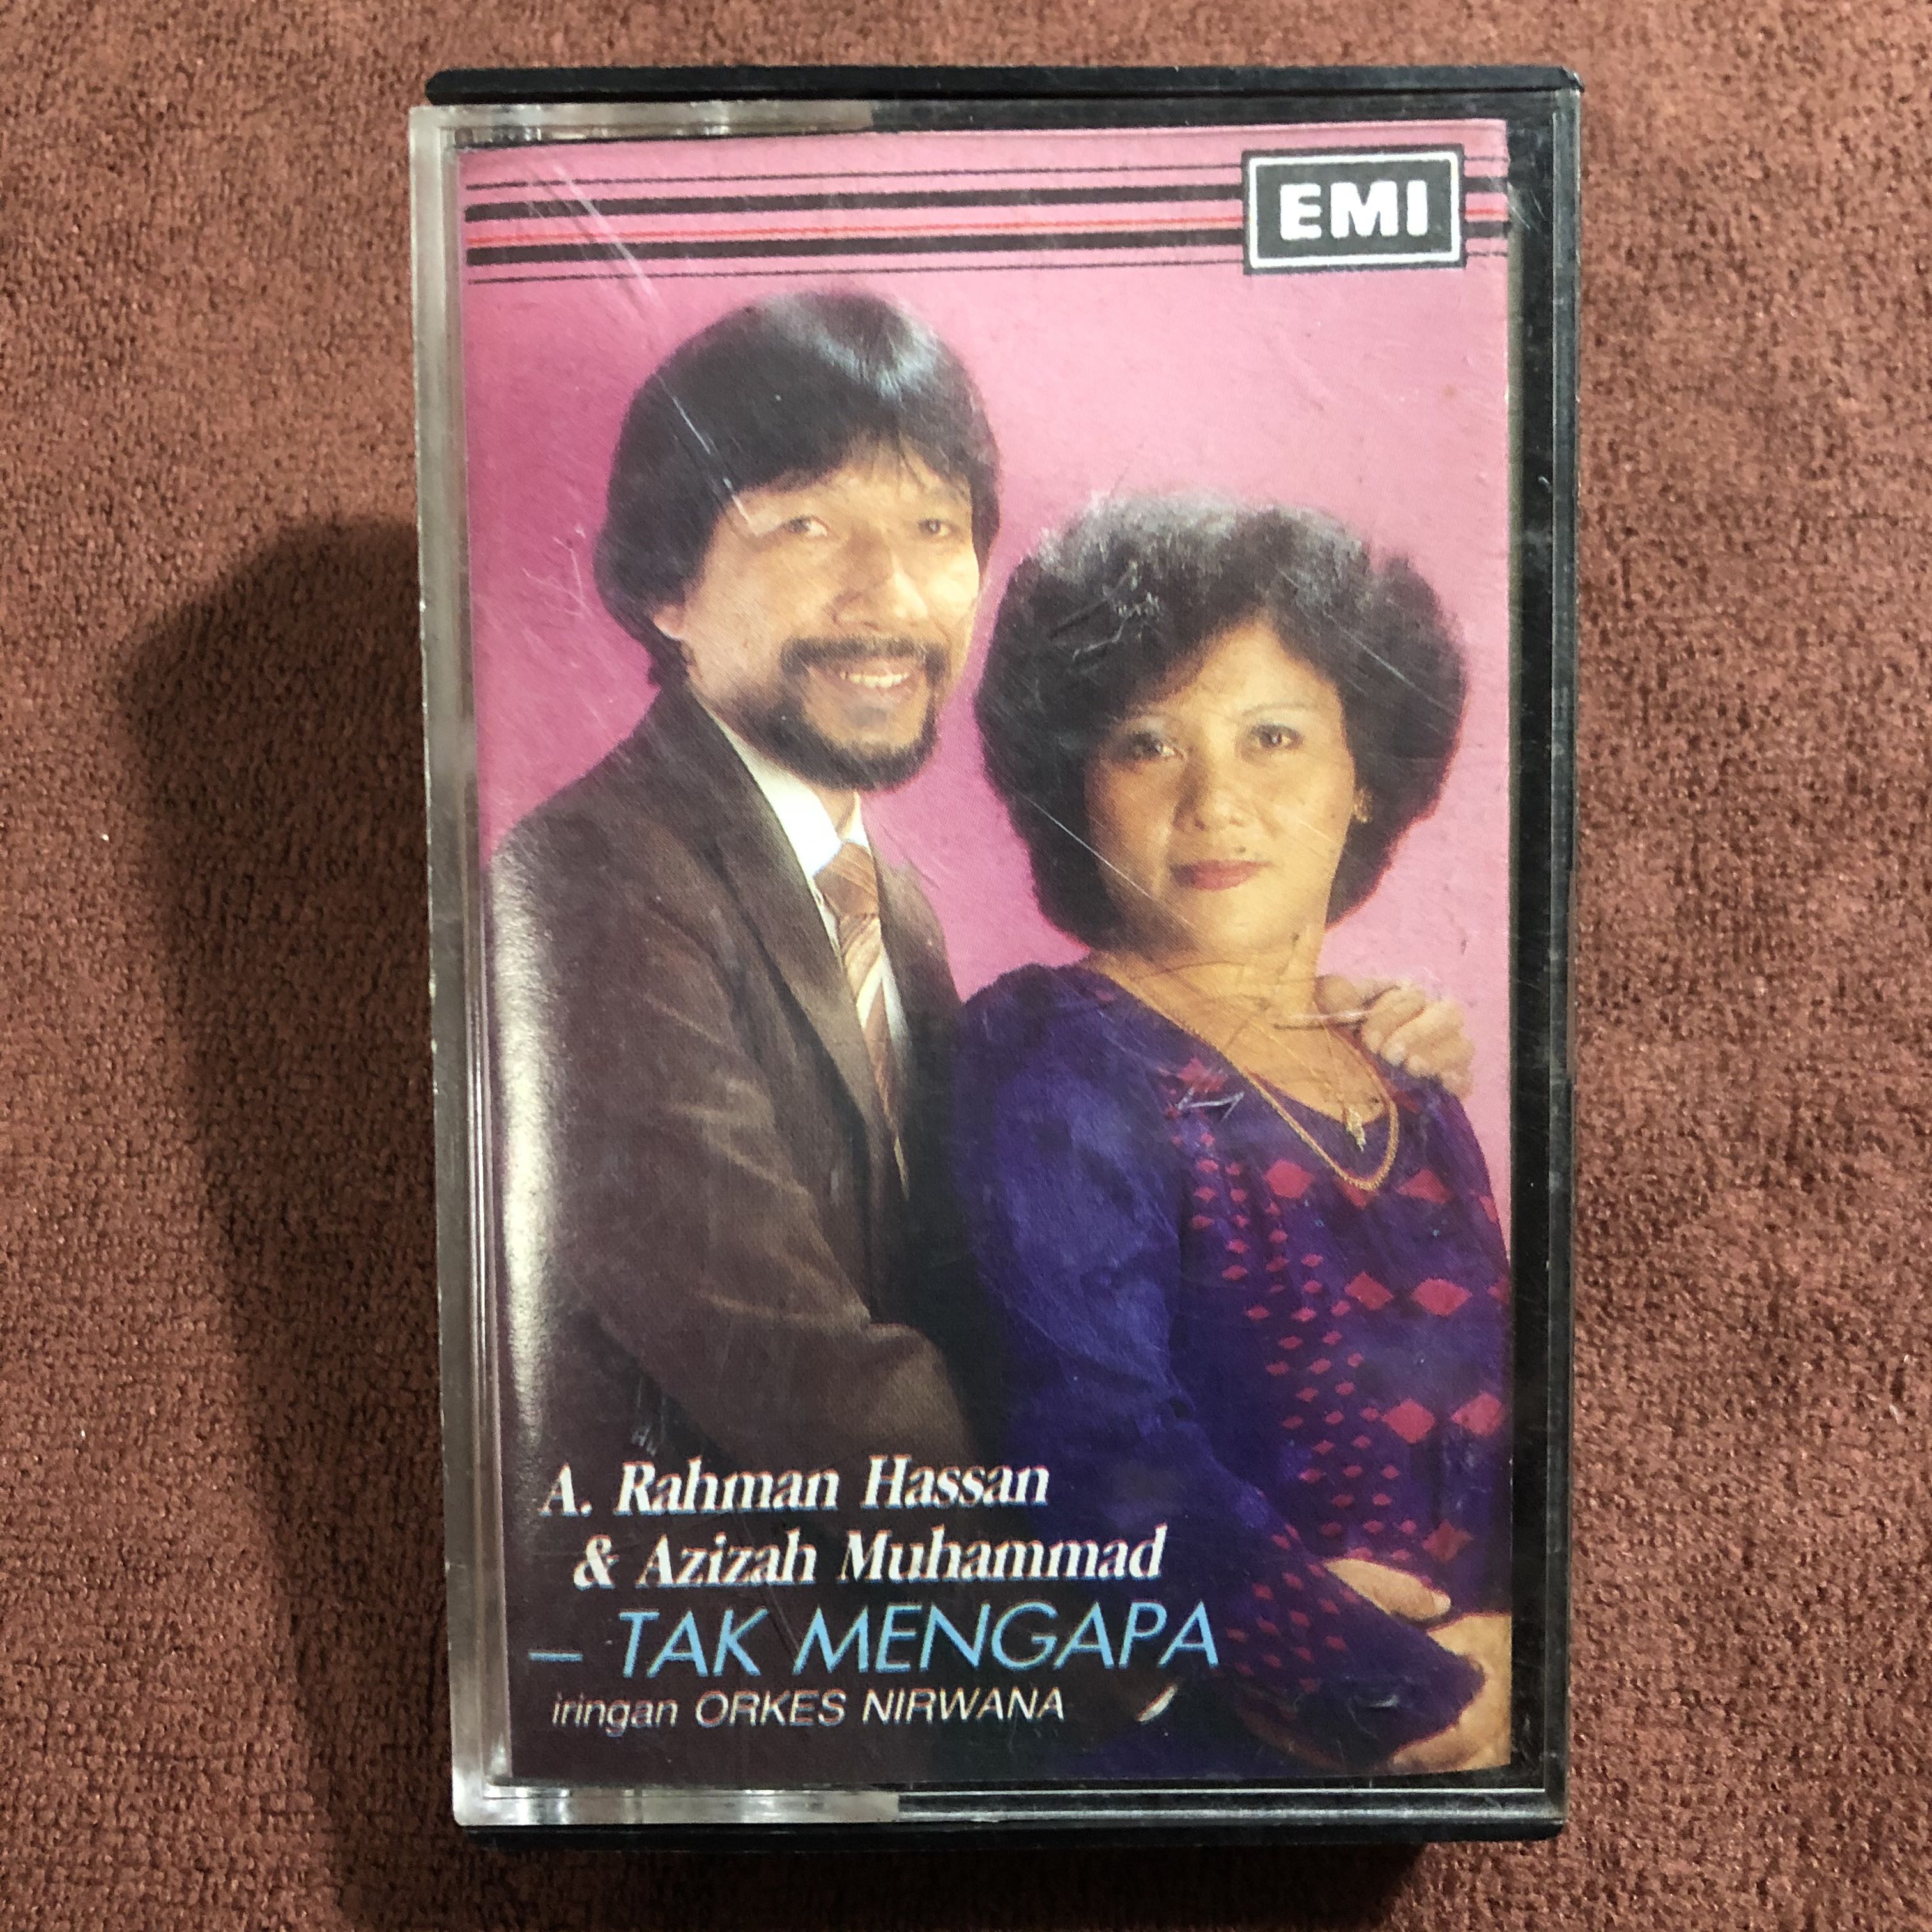 EMI
A. Rahman Hassan
& Azizah Muhammad
– TAK MENGAPA
iringan ORKES NIRWANA